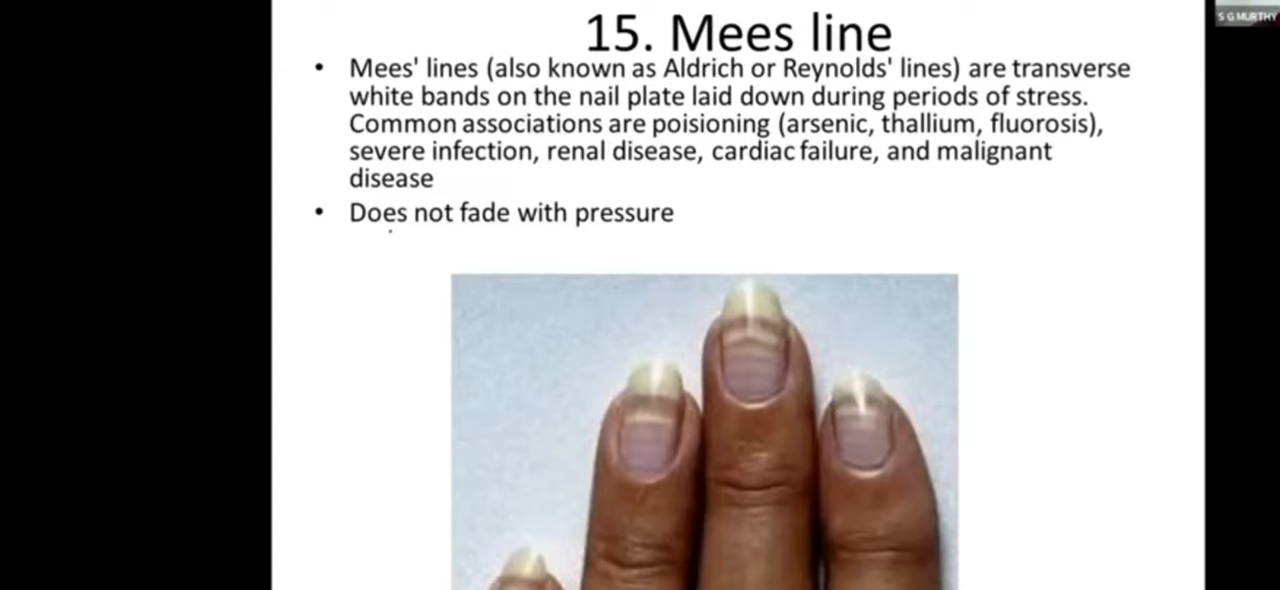 S G MURTHY
15. Mees line
• Mees' lines (also known as Aldrich or Reynolds' lines) are transverse
white bands on the nail plate laid down during periods of stress.
Common associations are poisioning (arsenic, thallium, fluorosis),
severe infection, renal disease, cardiac failure, and malignant
disease
• Does not fade with pressure